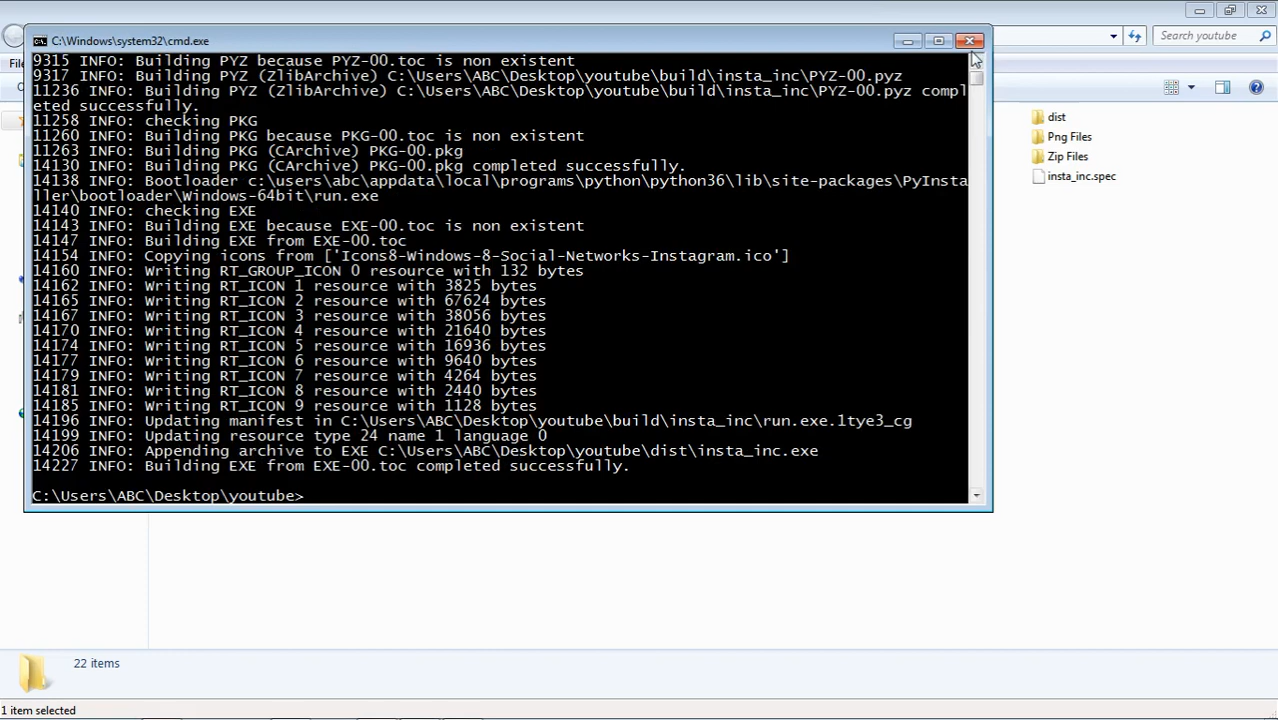 C:\Windows\system32\cmd.exe
Search youtube
9315 INFO: Building PYZ because PYZ-00.toc is non existent
9317 INFO: Building PYZ (ZlibArchive) C:\Users\ABC\Desktop\youtube\build\insta_inc\PYZ-00.pyz
11236 INFO: Building PYZ (ZlibArchive) C:\Users\ABC\Desktop\youtube\build\insta_inc\PYZ-00.pyz compl
eted successfully.
11258 INFO: checking PKG
11260 INFO: Building PKG because PKG-00.toc is non existent
11263 INFO: Building PKG (CArchive) PKG-00.pkg
14130 INFO: Building PKG (CArchive) PKG-00.pkg completed successfully.
14138 INFO: Bootloader c:\users\abc\appdata\local\programs\python\python36\lib\site-packages\PyInsta
ller\bootloader\Windows-64bit\run.exe
14140 INFO: checking EXE
14143 INFO: Building EXE because EXE-00.toc is non existent
14147 INFO: Building EXE from EXE-00.toc
14154 INFO: Copying icons from ['Icons8-Windows-8-Social-Networks-Instagram.ico']
14160 INFO: Writing RT_GROUP_ICON 0 resource with 132 bytes
14162 INFO: Writing RT_ICON 1 resource with 3825 bytes
14165 INFO: Writing RT_ICON 2 resource with 67624 bytes
14167 INFO: Writing RT_ICON 3 resource with 38056 bytes
14170 INFO: Writing RT_ICON 4 resource with 21640 bytes
14174 INFO: Writing RT_ICON 5 resource with 16936 bytes
14177 INFO: Writing RT_ICON 6 resource with 9640 bytes
14179 INFO: Writing RT_ICON 7 resource with 4264 bytes
14181 INFO: Writing RT_ICON 8 resource with 2440 bytes
14185 INFO: Writing RT_ICON 9 resource with 1128 bytes
14196 INFO: Updating manifest in C:\Users\ABC\Desktop\youtube\build\insta_inc\run.exe.1tye3_cg
14199 INFO: Updating resource type 24 name 1 language 0
14206 INFO: Appending archive to EXE C:\Users\ABC\Desktop\youtube\dist\insta_inc.exe
14227 INFO: Building EXE from EXE-00.toc completed successfully.
C:\Users\ABC\Desktop\youtube>
dist
Png Files
Zip Files
insta_inc.spec
22 items
1 item selected